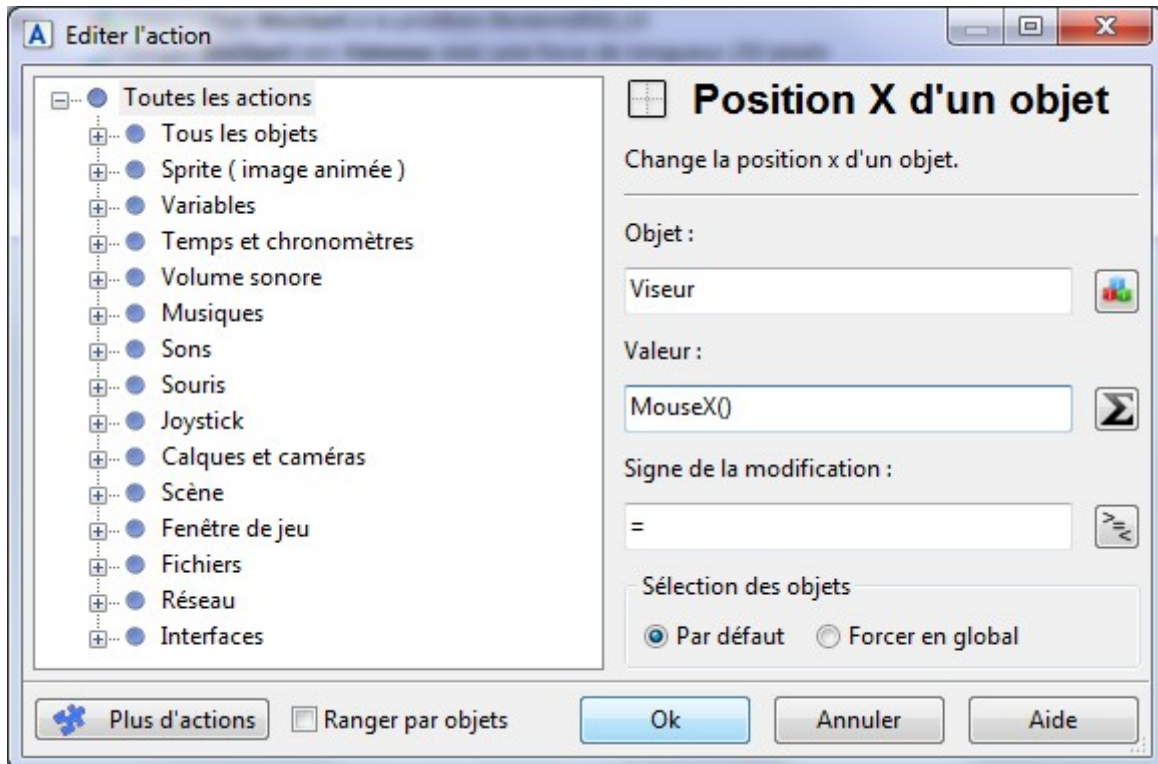 Editer l'action
Toutes les actions
Tous les objets
Sprite ( image animée )
Variables
Temps et chronomètres
Volume sonore
Musiques
Sons
Souris
Joystick
Calques et caméras
Scène
Fenêtre de jeu
Fichiers
Réseau
Interfaces
Position X d'un objet
Change la position x d'un objet.
Objet :
Viseur
Valeur :
MouseX()
Signe de la modification :
=
Sélection des objets
Par défaut Forcer en global
Plus d'actions Ranger par objets Ok Annuler Aide